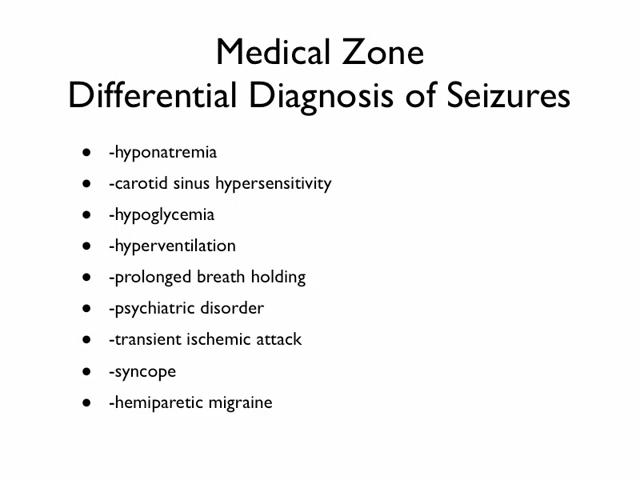 Medical Zone
Differential Diagnosis of Seizures
• -hyponatremia
• -carotid sinus hypersensitivity
• -hypoglycemia
• -hyperventilation
• -prolonged breath holding
• -psychiatric disorder
• -transient ischemic attack
• -syncope
• -hemiparetic migraine